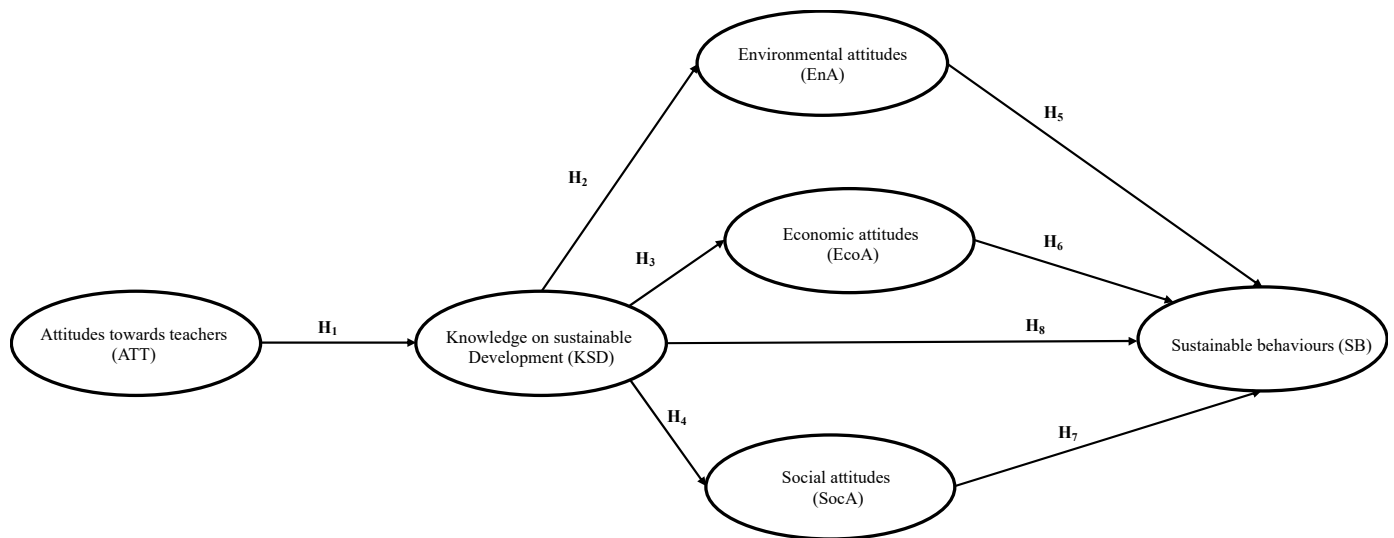 Environmental attitudes
(EnA)
H5
H2
Economic attitudes
(EcoA)
H6
H3
Attitudes towards teachers
(ATT)
H1
Knowledge on sustainable
Development (KSD)
H8
Sustainable behaviours (SB)
H4
H7
Social attitudes
(SocA)